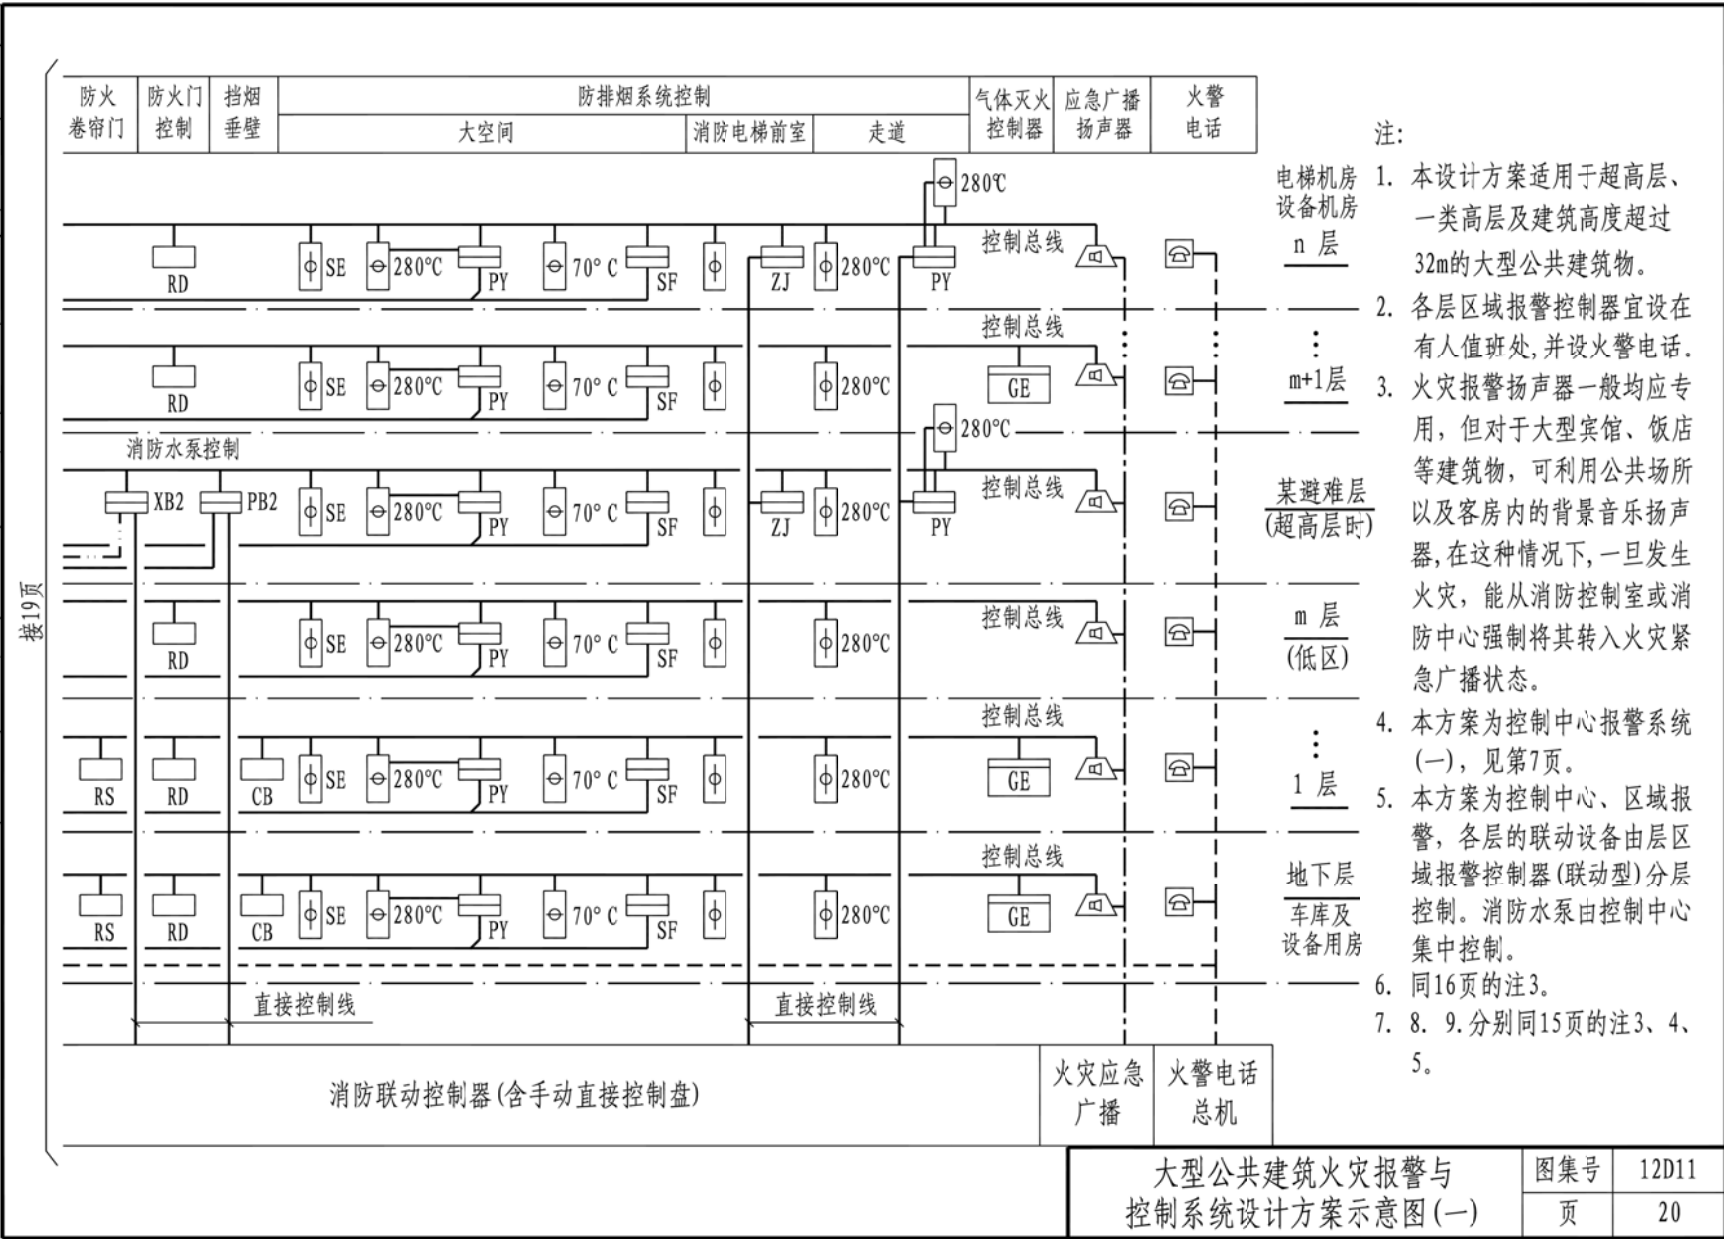 防火
卷帘门
防火门
控制
挡烟
垂壁
防排烟系统控制
大空间
消防电梯前室
走道
气体灭火
控制器
应急广播
扬声器
火警
电话
280℃
控制总线
RD
SE
280°C
PY
70° C
SF
ZJ
280°C
PY
电梯机房
设备机房
n 层
控制总线
RD
SE
280°C
PY
70° C
SF
280°C
GE
⋮
m+1层
消防水泵控制
280°C
控制总线
XB2
PB2
SE
280°C
PY
70° C
SF
ZJ
280°C
PY
某避难层
(超高层时)
控制总线
RD
SE
280°C
PY
70° C
SF
280°C
m 层
(低区)
控制总线
RS
RD
CB
SE
280°C
PY
70° C
SF
280°C
GE
⋮
1 层
控制总线
RS
RD
CB
SE
280°C
PY
70° C
SF
280°C
GE
地下层
车库及
设备用房
直接控制线
直接控制线
接19页
消防联动控制器(含手动直接控制盘)
火灾应急
广播
火警电话
总机
注:
1. 本设计方案适用于超高层、
一类高层及建筑高度超过
32m的大型公共建筑物。
2. 各层区域报警控制器宜设在
有人值班处,并设火警电话.
3. 火灾报警扬声器一般均应专
用，但对于大型宾馆、饭店
等建筑物，可利用公共场所
以及客房内的背景音乐扬声
器,在这种情况下,一旦发生
火灾，能从消防控制室或消
防中心强制将其转入火灾紧
急广播状态。
4. 本方案为控制中心报警系统
(一)，见第7页。
5. 本方案为控制中心、区域报
警，各层的联动设备由层区
域报警控制器(联动型)分层
控制。消防水泵由控制中心
集中控制。
6. 同16页的注3。
7. 8. 9.分别同15页的注3、4、
5。
大型公共建筑火灾报警与
控制系统设计方案示意图(一)
图集号
12D11
页
20